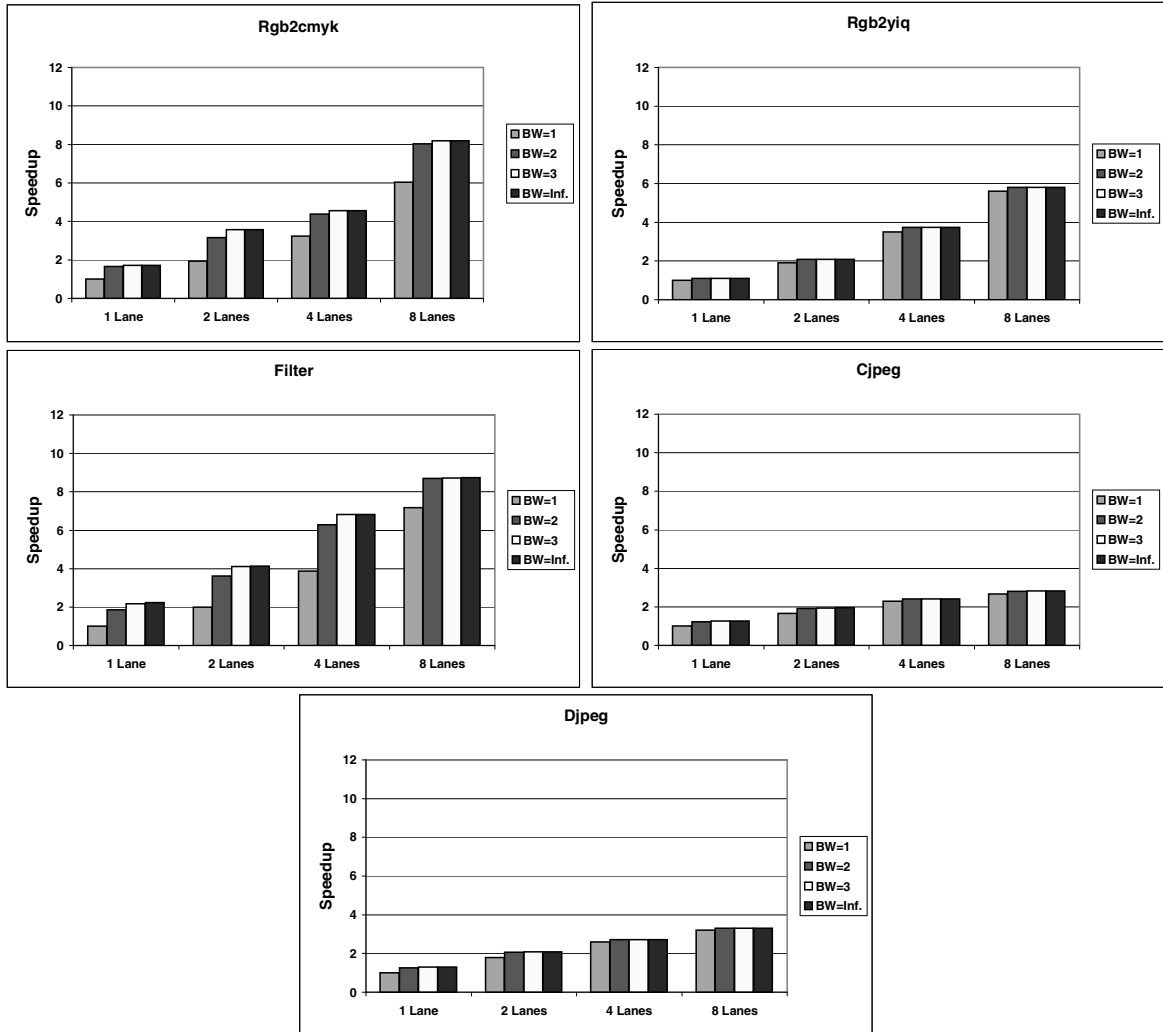 Rgb2cmyk
12
10
8
6
4
2
0
Speedup
1 Lane 2 Lanes 4 Lanes 8 Lanes
BW=1
BW=2
BW=3
BW=Inf.
Rgb2yiq
12
10
8
6
4
2
0
Speedup
1 Lane 2 Lanes 4 Lanes 8 Lanes
BW=1
BW=2
BW=3
BW=Inf.
Filter
12
10
8
6
4
2
0
Speedup
1 Lane 2 Lanes 4 Lanes 8 Lanes
BW=1
BW=2
BW=3
BW=Inf.
Cjpeg
12
10
8
6
4
2
0
Speedup
1 Lane 2 Lanes 4 Lanes 8 Lanes
BW=1
BW=2
BW=3
BW=Inf.
Djpeg
12
10
8
6
4
2
0
Speedup
1 Lane 2 Lanes 4 Lanes 8 Lanes
BW=1
BW=2
BW=3
BW=Inf.